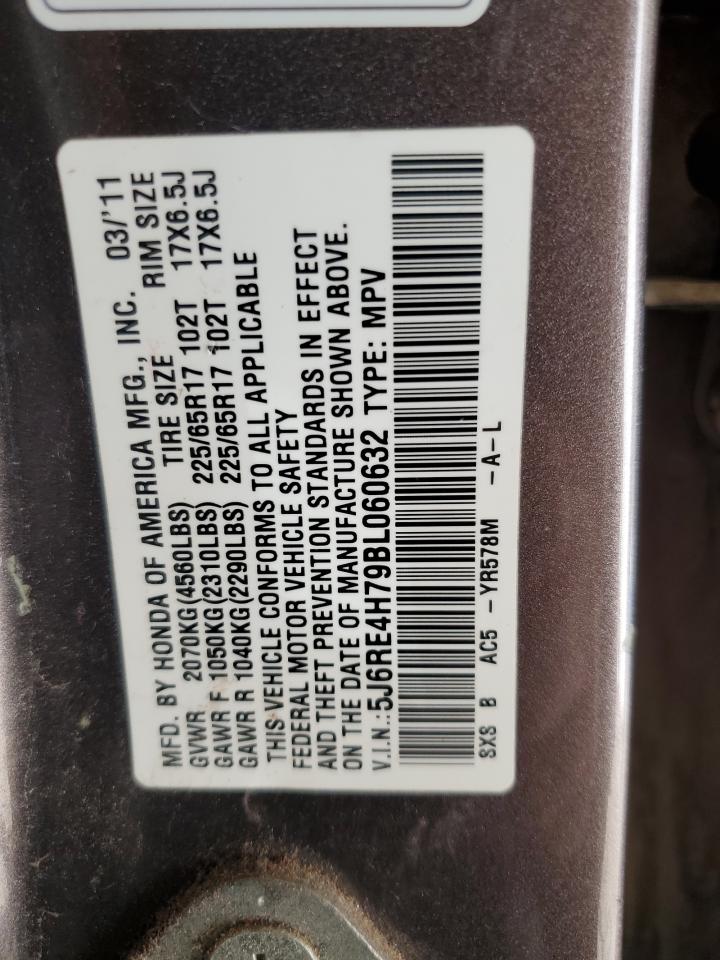 MFD. BY HONDA OF AMERICA MFG., INC. 03/'11
GVWR 2070KG(4560LBS) TIRE SIZE RIM SIZE
GAWR F 1050KG(2310LBS) 225/65R17 102T 17X6.5J
GAWR R 1040KG(2290LBS) 225/65R17 102T 17X6.5J
THIS VEHICLE CONFORMS TO ALL APPLICABLE
FEDERAL MOTOR VEHICLE SAFETY
AND THEFT PREVENTION STANDARDS IN EFFECT
ON THE DATE OF MANUFACTURE SHOWN ABOVE.
V.I.N.:5J6RE4H79BL060632 TYPE: MPV
SXS B AC5 -YR578M -A-L